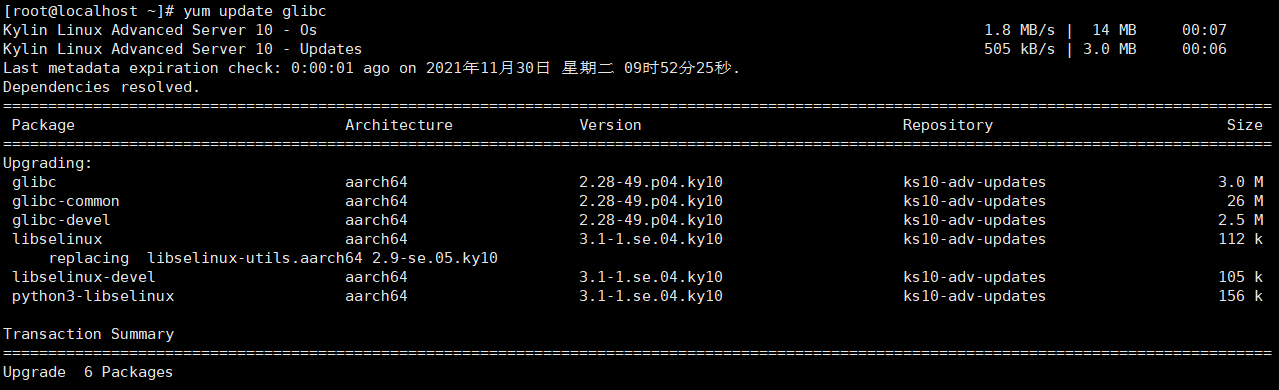 [root@localhost ~]# yum update glibc
Kylin Linux Advanced Server 10 - Os 1.8 MB/s | 14 MB 00:07
Kylin Linux Advanced Server 10 - Updates 505 kB/s | 3.0 MB 00:06
Last metadata expiration check: 0:00:01 ago on 2021年11月30日 星期二 09时52分25秒.
Dependencies resolved.
================================================================================
Package Architecture Version Repository Size
================================================================================
Upgrading:
glibc aarch64 2.28-49.p04.ky10 ks10-adv-updates 3.0 M
glibc-common aarch64 2.28-49.p04.ky10 ks10-adv-updates 26 M
glibc-devel aarch64 2.28-49.p04.ky10 ks10-adv-updates 2.5 M
libselinux aarch64 3.1-1.se.04.ky10 ks10-adv-updates 112 k
replacing libselinux-utils.aarch64 2.9-se.05.ky10
libselinux-devel aarch64 3.1-1.se.04.ky10 ks10-adv-updates 105 k
python3-libselinux aarch64 3.1-1.se.04.ky10 ks10-adv-updates 156 k
Transaction Summary
================================================================================
Upgrade 6 Packages